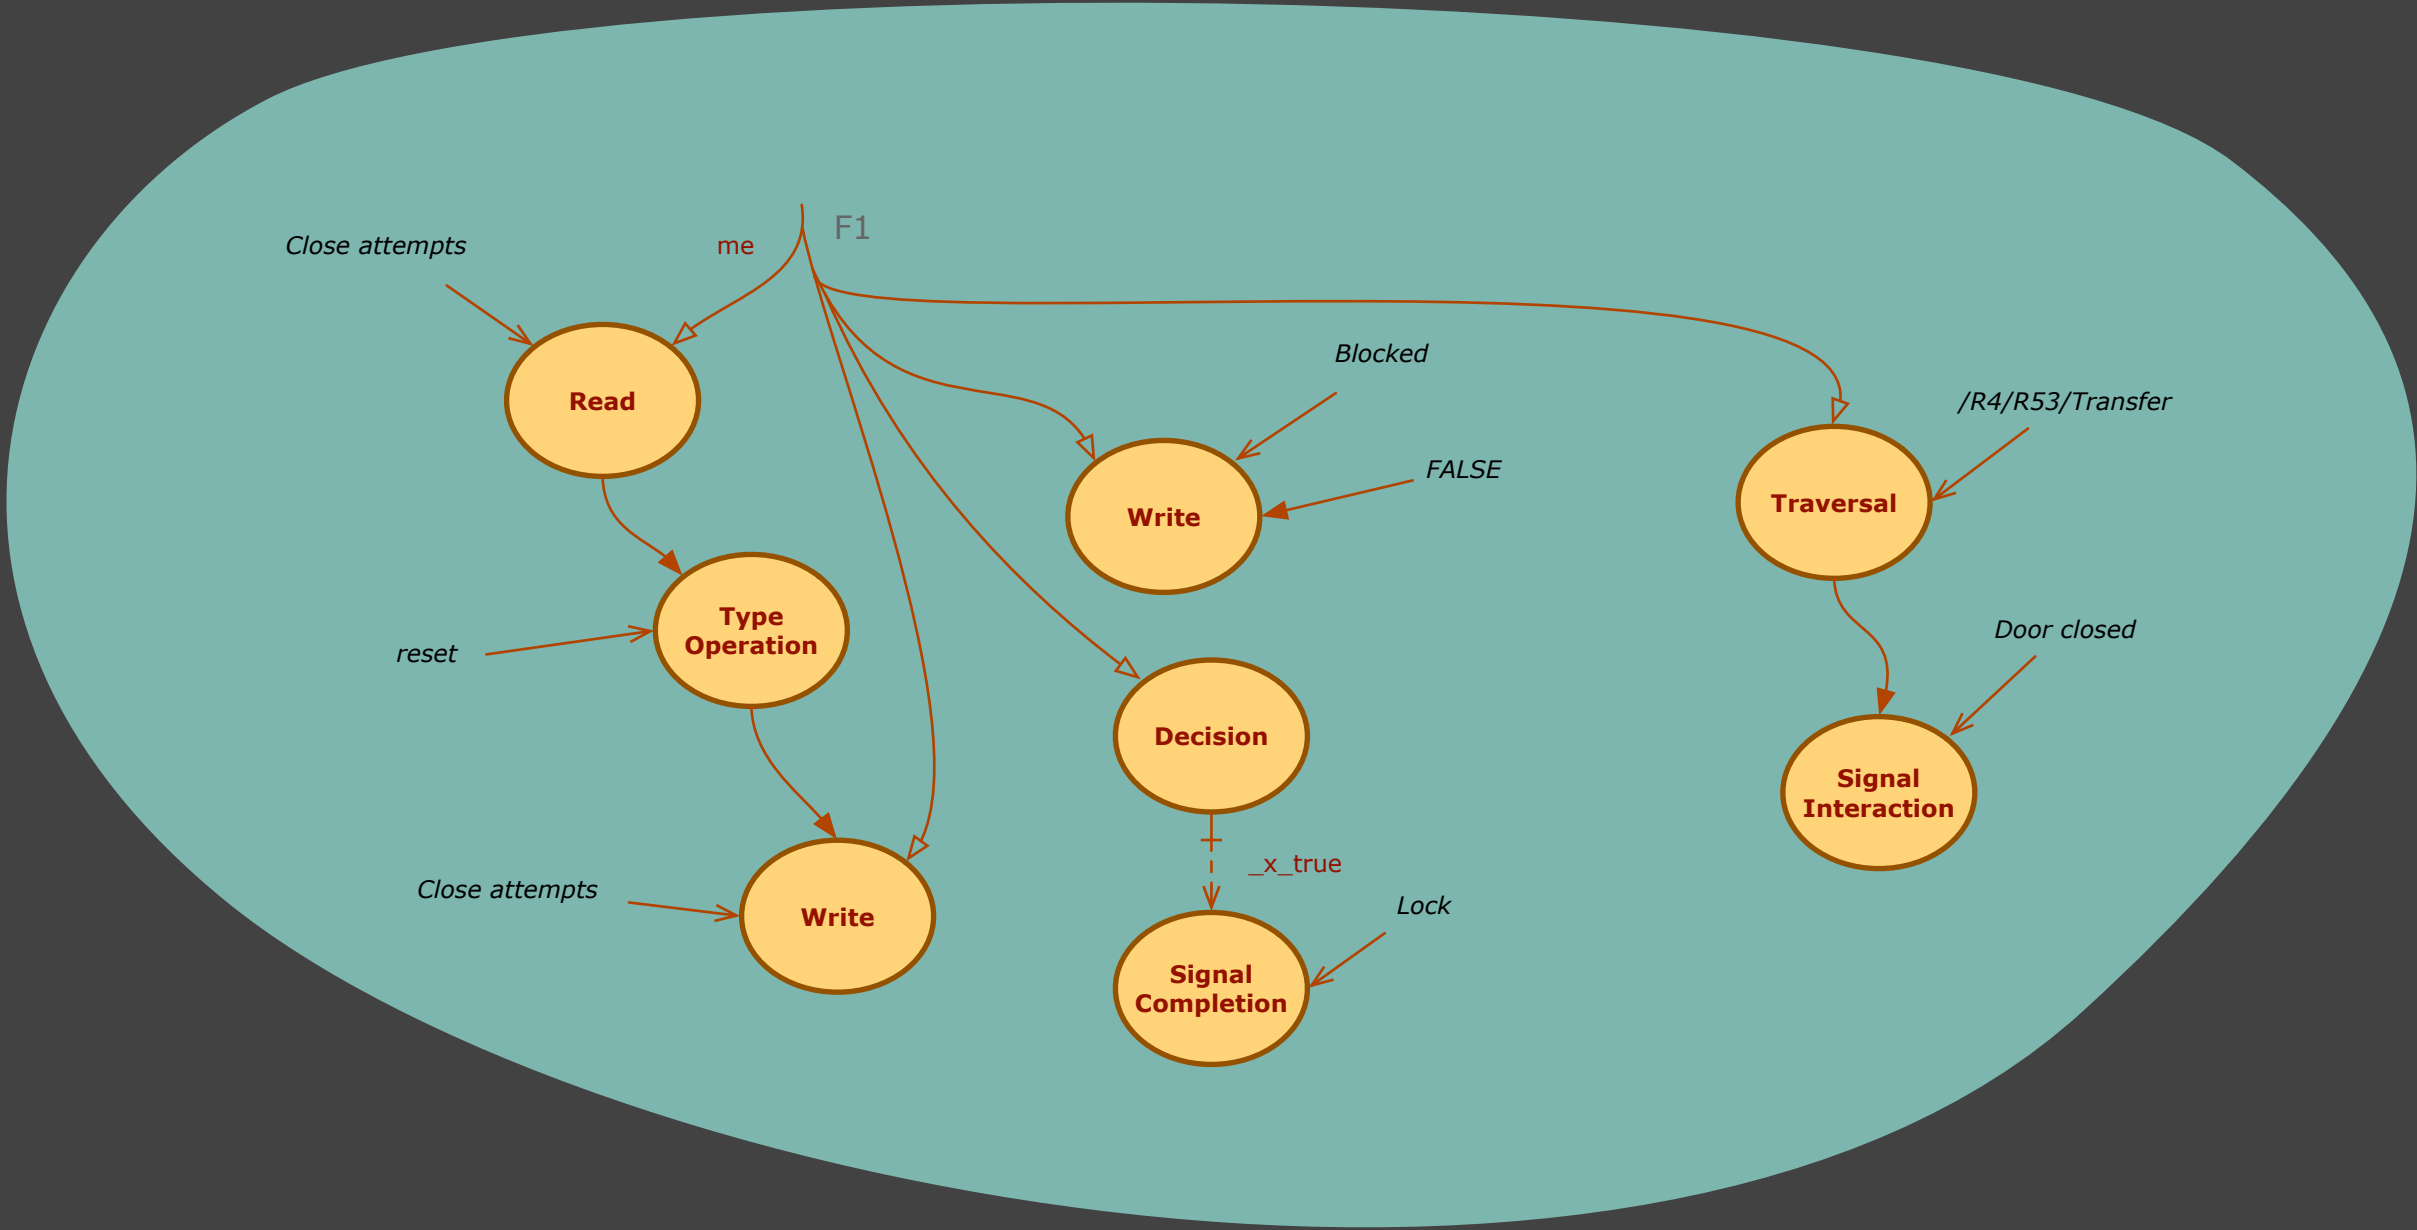 F1
me
Close attempts
Read
Blocked
FALSE
Write
/R4/R53/Transfer
Traversal
Type
Operation
reset
Door closed
Decision
Signal
Interaction
_x_true
Close attempts
Write
Lock
Signal
Completion